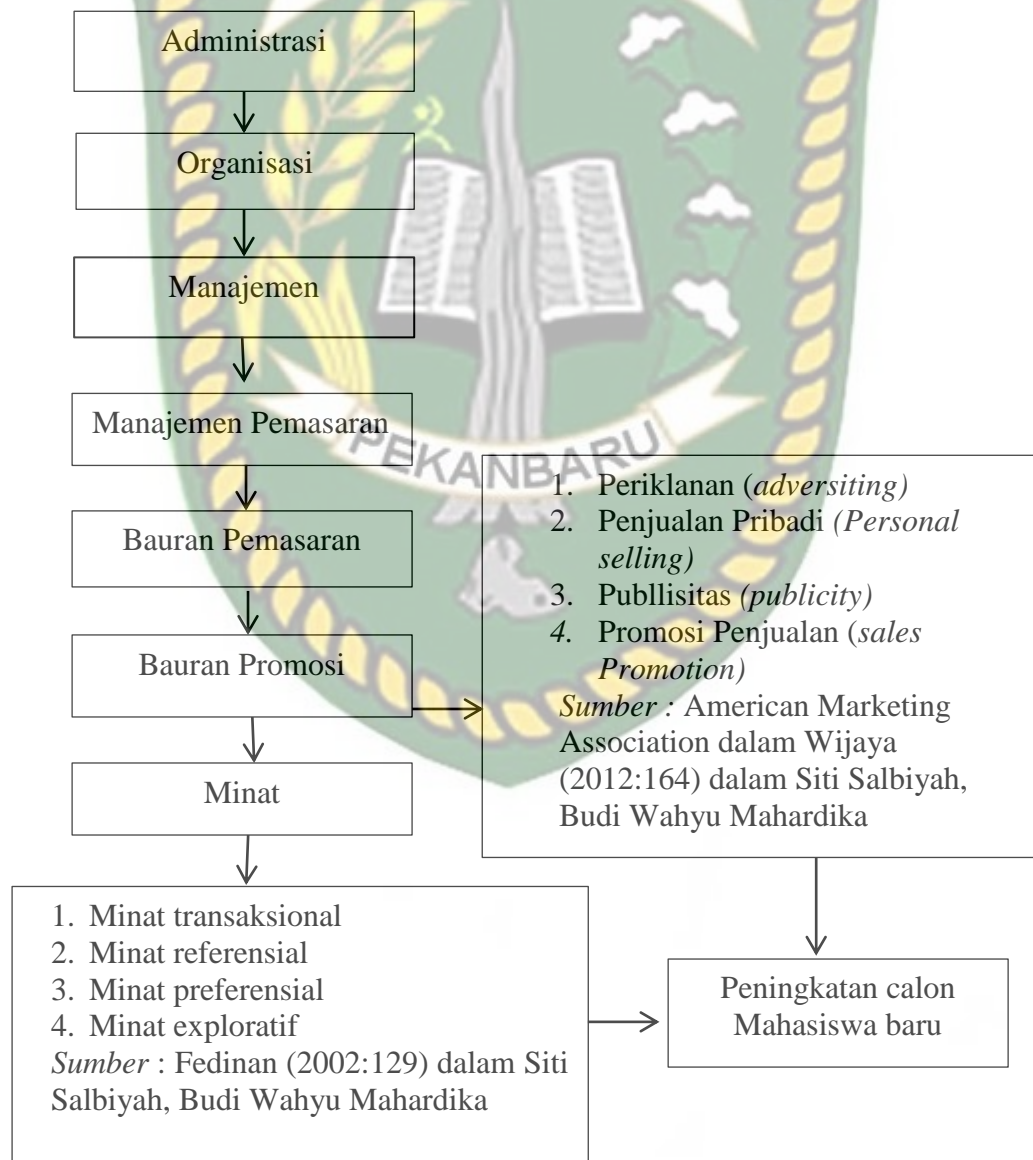 Administrasi
Organisasi
Manajemen
Manajemen Pemasaran
PEKANBARU
Bauran Pemasaran
Bauran Promosi
Minat
1. Periklanan (adversiting)
2. Penjualan Pribadi (Personal
selling)
3. Publlisitas (publicity)
4. Promosi Penjualan (sales
Promotion)
Sumber : American Marketing
Association dalam Wijaya
(2012:164) dalam Siti Salbiyah,
Budi Wahyu Mahardika
1. Minat transaksional
2. Minat referensial
3. Minat preferensial
4. Minat exploratif
Sumber : Fedinan (2002:129) dalam Siti
Salbiyah, Budi Wahyu Mahardika
Peningkatan calon
Mahasiswa baru